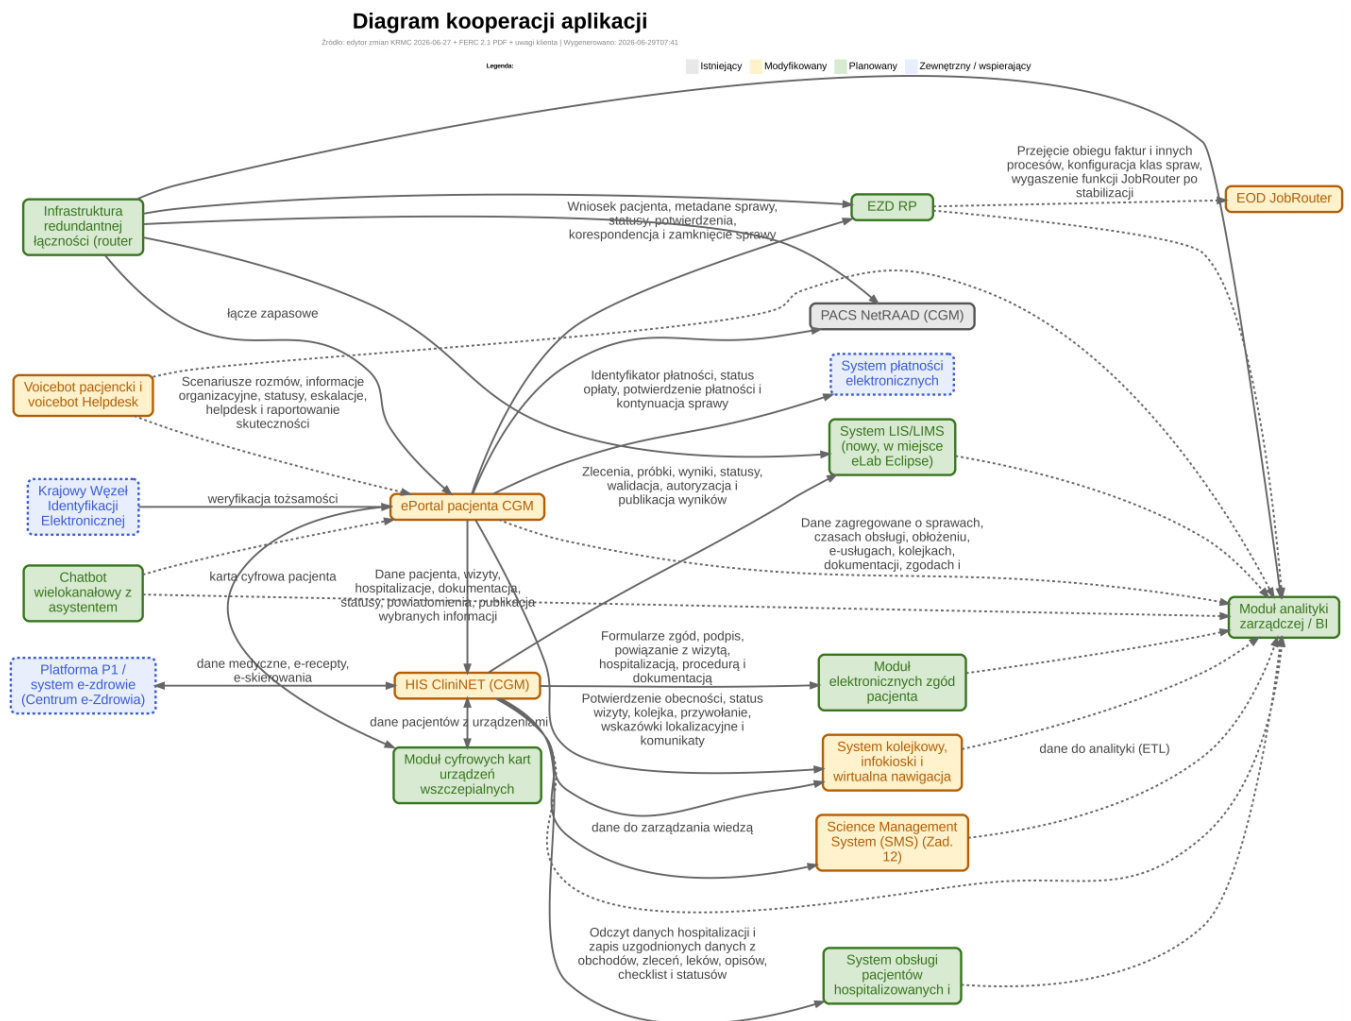 Diagram kooperacji aplikacji
Źródło: edytor zmian KRMC 2026-06-27 + FERC 2.1 PDF + uwagi klienta | Wygenerowano: 2026-06-29T07:41
Legenda:
Istniejący
Modyfikowany
Planowany
Zewnętrzny / wspierający
Przejęcie obiegu faktur i innych
procesów, konfiguracja klas spraw,
wygaszenie funkcji JobRouter po
stabilizacji
Infrastruktura
redundantnej
łączności (router
Wniosek pacjenta, metadane sprawy,
statusy, potwierdzenia,
korespondencja i zamknięcie sprawy
EZD RP
EOD JobRouter
łącze zapasowe
PACS NetRAAD (CGM)
Voicebot pacjencki i
voicebot Helpdesk
Scenariusze rozmów, informacje
organizacyjne, statusy, eskalacje,
helpdesk i raportowanie
skuteczności
Identyfikator płatności, status
opłaty, potwierdzenie płatności i
kontynuacja sprawy
System płatności
elektronicznych
System LIS/LIMS
(nowy, w miejsce
eLab Eclipse)
Zlecenia, próbki, wyniki, statusy,
walidacja, autoryzacja i
publikacja wyników
Krajowy Węzeł
Identyfikacji
Elektronicznej
weryfikacja tożsamości
ePortal pacjenta CGM
Dane zagregowane o sprawach,
czasach obsługi, obłożeniu,
e-usługach, kolejkach,
dokumentacji, zgodach i
Chatbot
wielokanałowy z
asystentem
karta cyfrowa pacjenta
Dane pacjenta, wizyty,
hospitalizacje, dokumentacja,
statusy, powiadomienia, publikacja
wybranych informacji
Moduł analityki
zarządczej / BI
Platforma P1 /
system e-zdrowie
(Centrum e-Zdrowia)
dane medyczne, e-recepty,
e-skierowania
HIS CliniNET (CGM)
Formularze zgód, podpis,
powiązanie z wizytą,
hospitalizacją, procedurą i
dokumentacją
Moduł
elektronicznych zgód
pacjenta
dane pacjentów z urządzeniami
Potwierdzenie obecności, status
wizyty, kolejka, przywołanie,
wskazówki lokalizacyjne i
komunikaty
Moduł cyfrowych kart
urządzeń
wszczepialnych
System kolejkowy,
infokioski i
wirtualna nawigacja
dane do analityki (ETL)
dane do zarządzania wiedzą
Science Management
System (SMS) (Zad.
12)
Odczyt danych hospitalizacji i
zapis uzgodnionych danych z
obchodów, zleceń, leków, opisów,
checklist i statusów
System obsługi
pacjentów
hospitalizowanych i